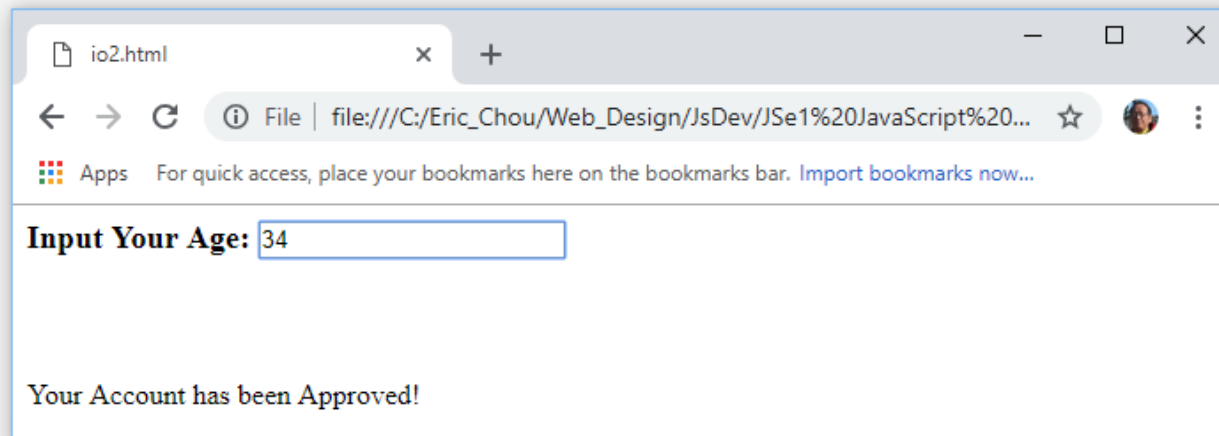 io2.html
File | file:///C:/Eric_Chou/Web_Design/JsDev/JSe1%20JavaScript%20...
Apps For quick access, place your bookmarks here on the bookmarks bar. Import bookmarks now...
Input Your Age: 34
Your Account has been Approved!